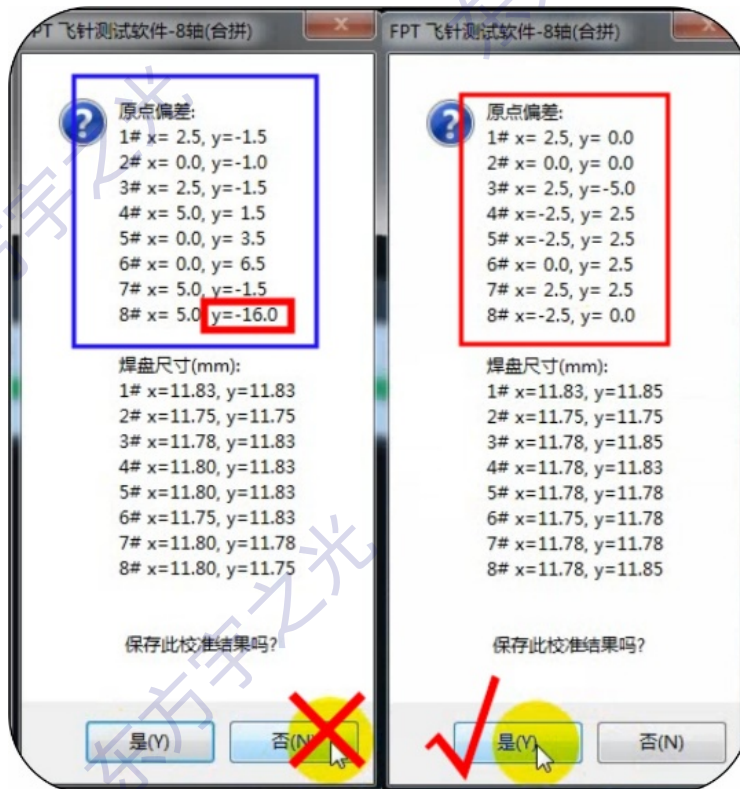 FPT 飞针测试软件-8轴(合拼)
原点偏差:
1# x= 2.5, y=-1.5
2# x= 0.0, y=-1.0
3# x= 2.5, y=-1.5
4# x= 5.0, y= 1.5
5# x= 0.0, y= 3.5
6# x= 0.0, y= 6.5
7# x= 5.0, y=-1.5
8# x= 5.0, y=-16.0
焊盘尺寸(mm):
1# x=11.83, y=11.83
2# x=11.75, y=11.75
3# x=11.78, y=11.83
4# x=11.80, y=11.83
5# x=11.80, y=11.83
6# x=11.75, y=11.83
7# x=11.80, y=11.78
8# x=11.80, y=11.75
保存此校准结果吗?
是(Y)
否(N)
FPT 飞针测试软件-8轴(合拼)
原点偏差:
1# x= 2.5, y= 0.0
2# x= 0.0, y= 0.0
3# x= 2.5, y=-5.0
4# x=-2.5, y= 2.5
5# x=-2.5, y= 2.5
6# x= 0.0, y= 2.5
7# x= 2.5, y= 2.5
8# x=-2.5, y= 0.0
焊盘尺寸(mm):
1# x=11.83, y=11.85
2# x=11.75, y=11.75
3# x=11.78, y=11.85
4# x=11.78, y=11.83
5# x=11.78, y=11.78
6# x=11.75, y=11.78
7# x=11.78, y=11.78
8# x=11.78, y=11.85
保存此校准结果吗?
是(Y)
否(N)
东方宇之光